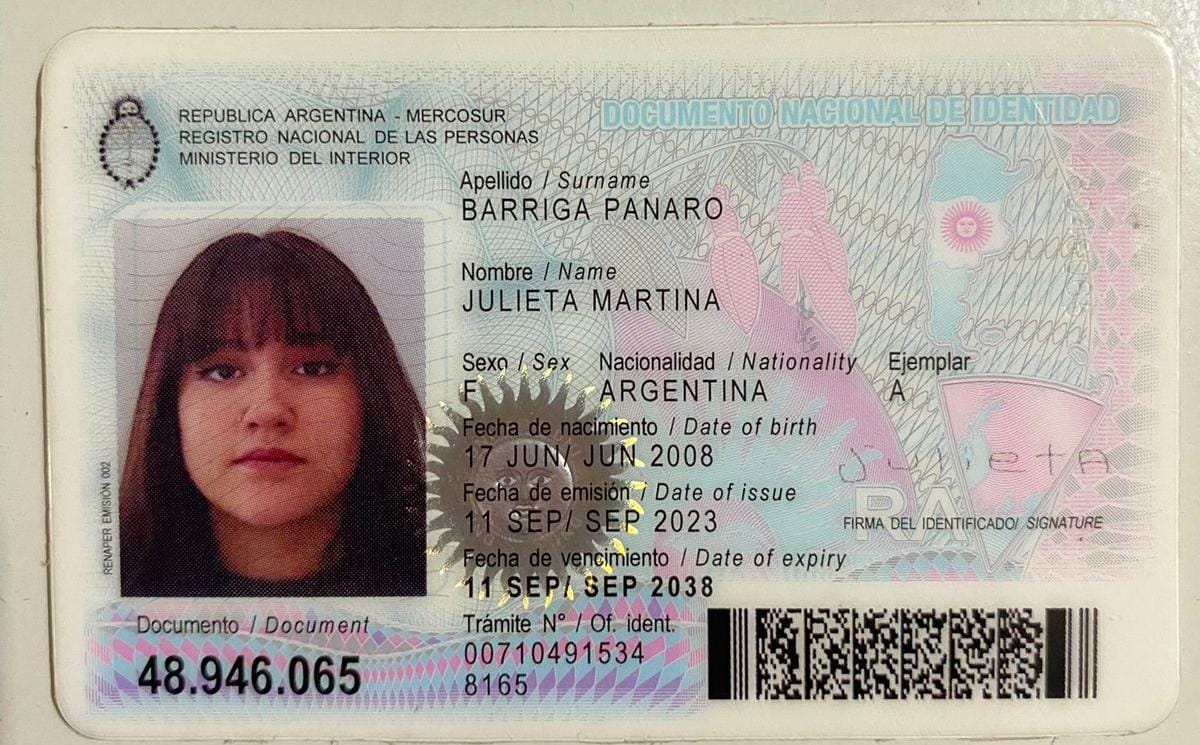 REPUBLICA ARGENTINA - MERCOSUR
REGISTRO NACIONAL DE LAS PERSONAS
MINISTERIO DEL INTERIOR
DOCUMENTO NACIONAL DE IDENTIDAD
Apellido / Surname
BARRIGA PANARO
Nombre / Name
JULIETA MARTINA
Sexo / Sex Nacionalidad / Nationality Ejemplar
F ARGENTINA A
Fecha de nacimiento / Date of birth
17 JUN/ JUN 2008
Fecha de emisión / Date of issue
11 SEP/ SEP 2023
Fecha de vencimiento / Date of expiry
11 SEP/ SEP 2038
Julieta
RA
FIRMA DEL IDENTIFICADO/ SIGNATURE
RENAPER EMISIÓN 002
Documento / Document
48.946.065
Trámite N° / Of. ident.
00710491534
8165